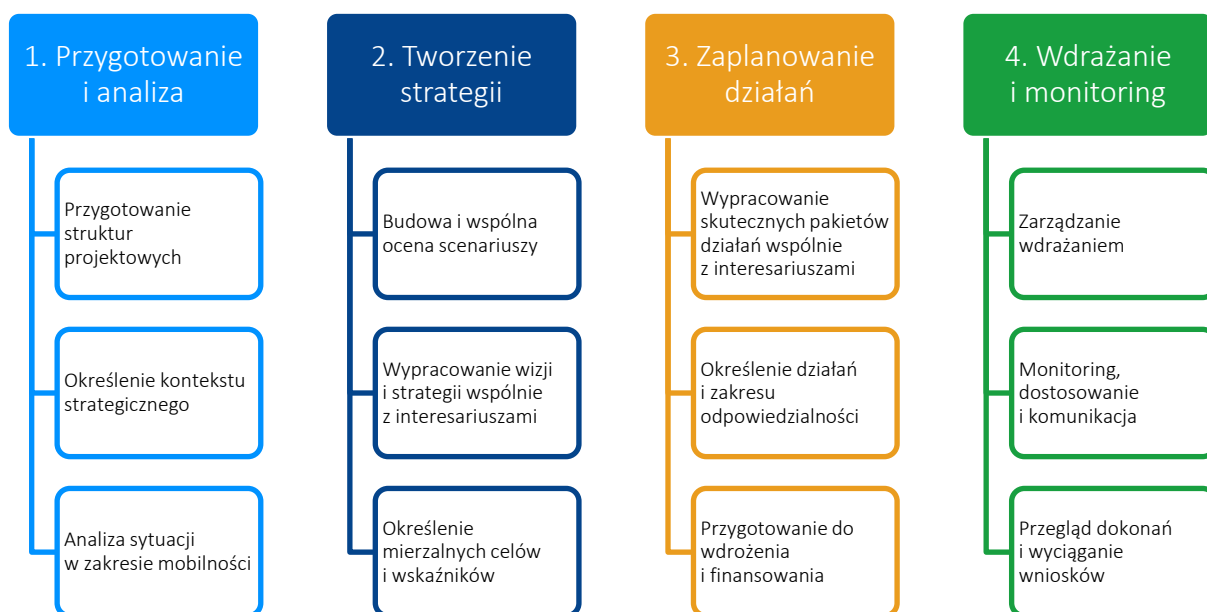 1. Przygotowanie
i analiza
Przygotowanie
struktur
projektowych
Określenie kontekstu
strategicznego
Analiza sytuacji
w zakresie mobilności
2. Tworzenie
strategii
Budowa i wspólna
ocena scenariuszy
Wypracowanie wizji
i strategii wspólnie
z interesariuszami
Określenie
mierzalnych celów
i wskaźników
3. Zaplanowanie
działań
Wypracowanie
skutecznych pakietów
działań wspólnie
z interesariuszami
Określenie działań
i zakresu
odpowiedzialności
Przygotowanie do
wdrożenia
i finansowania
4. Wdrażanie
i monitoring
Zarządzanie
wdrażaniem
Monitoring,
dostosowanie
i komunikacja
Przegląd dokonań
i wyciąganie
wniosków